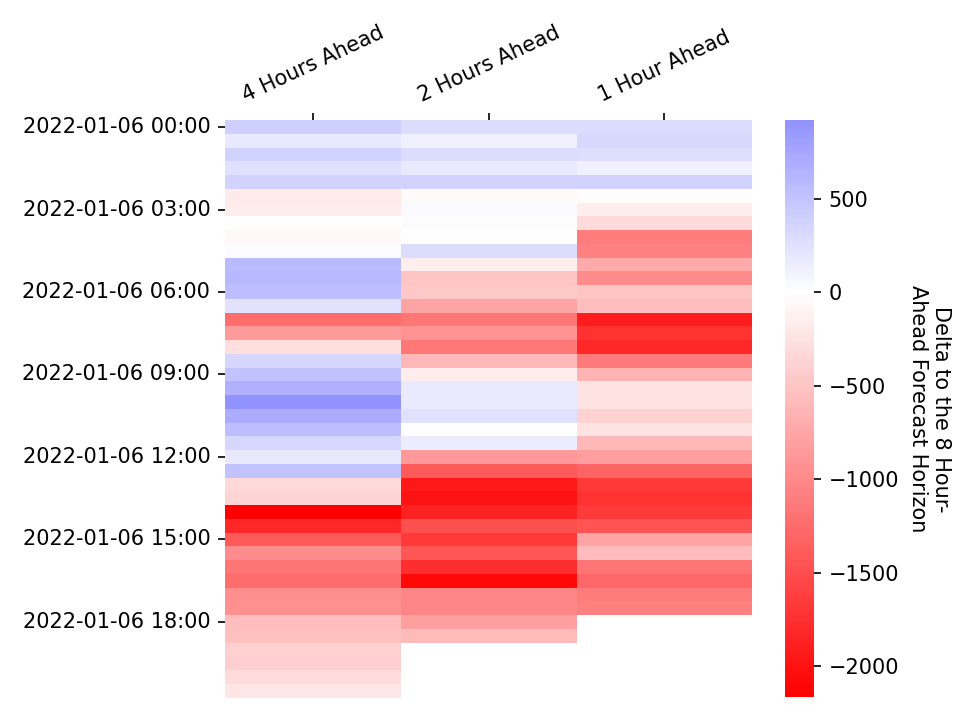 4 Hours Ahead
2 Hours Ahead
1 Hour Ahead
2022-01-06 00:00
2022-01-06 03:00
2022-01-06 06:00
2022-01-06 09:00
2022-01-06 12:00
2022-01-06 15:00
2022-01-06 18:00
500
0
−500
−1000
−1500
−2000
Delta to the 8 Hour-
Ahead Forecast Horizon